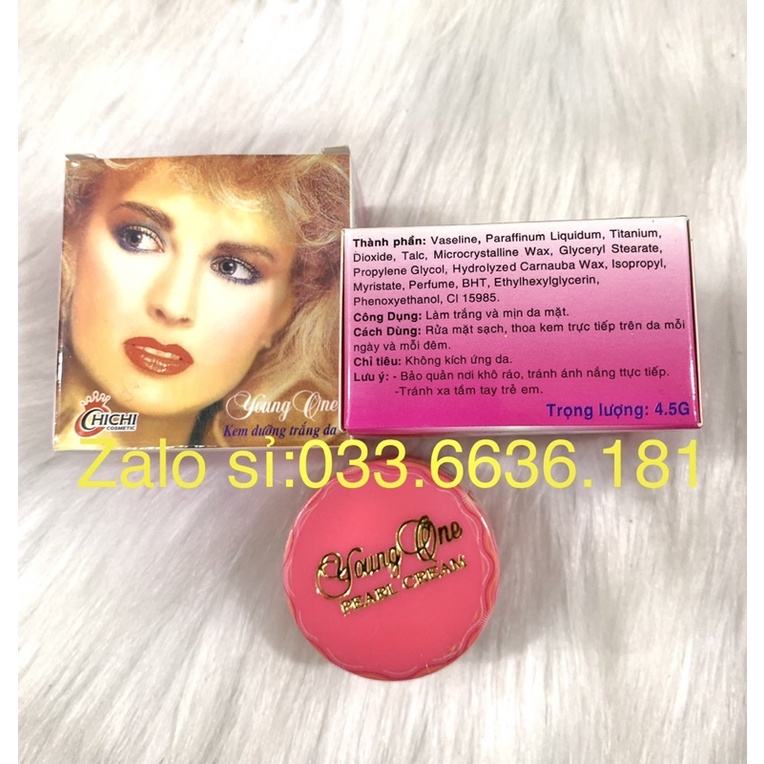 CHICHI
COSMETIC
Young One
Kem dưỡng trắng da
Thành phần: Vaseline, Paraffinum Liquidum, Titanium,
Dioxide, Talc, Microcrystalline Wax, Glyceryl Stearate,
Propylene Glycol, Hydrolyzed Carnauba Wax, Isopropyl,
Myristate, Perfume, BHT, Ethylhexylglycerin,
Phenoxyethanol, CI 15985.
Công Dụng: Làm trắng và mịn da mặt.
Cách Dùng: Rửa mặt sạch, thoa kem trực tiếp trên da mỗi
ngày và mỗi đêm.
Chỉ tiêu: Không kích ứng da.
Lưu ý: - Bảo quản nơi khô ráo, tránh ánh nắng ttực tiếp.
-Tránh xa tầm tay trẻ em.
Trọng lượng: 4.5G
Zalo sỉ:033.6636.181
Young One
PEARL CREAM